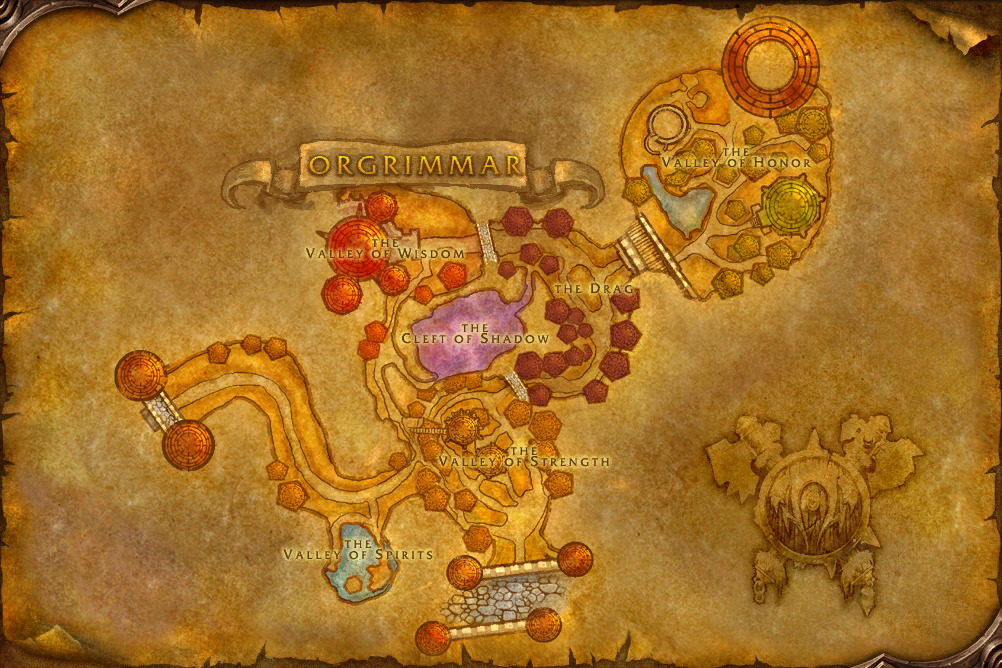 ORGRIMMAR
THE
VALLEY OF HONOR
THE
VALLEY OF WISDOM
THE DRAG
THE
CLEFT OF SHADOW
THE
VALLEY OF STRENGTH
THE
VALLEY OF SPIRITS